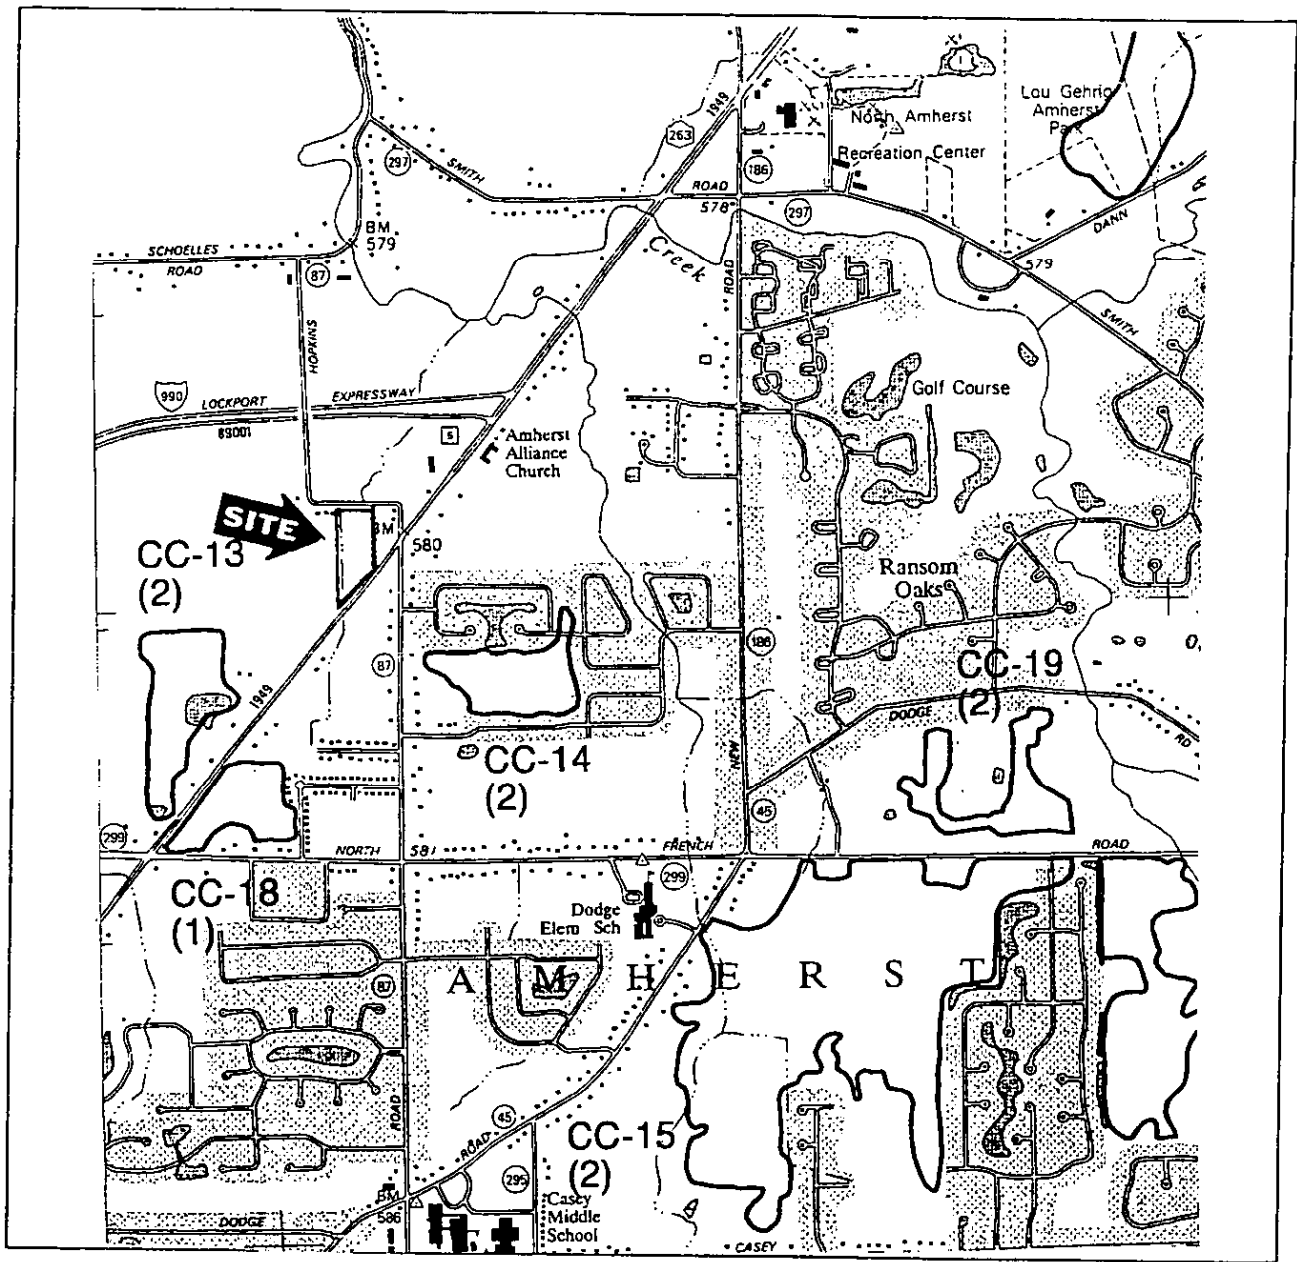 1949
263
Lou Gehrig
Amherst
Park
North Amherst
Recreation Center
297
SMITH
186
ROAD
578
297
DANN
BM
579
SCHOELLES
ROAD
87
Creek
ROAD
579
SMITH
HOPKINS
990
LOCKPORT
EXPRESSWAY
Golf Course
S
Amherst
Alliance
Church
SITE
BM
580
CC-13
(2)
Ransom
Oaks
87
186
CC-19
(2)
1949
DODGE
RD
CC-14
(2)
NEW
45
299
NORTH
581
FRENCH
ROAD
299
CC-18
(1)
Dodge
Elem Sch
AMHERST
87
ROAD
45
ROAD
CC-15
(2)
295
BM
586
Casey
Middle
School
DODGE
CASEY